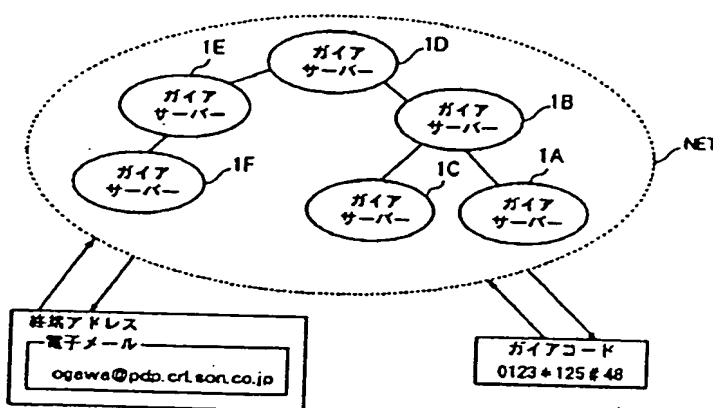 1D
ガイア
サーバー
1E
ガイア
サーバー
1B
ガイア
サーバー
NET
1F
ガイア
サーバー
1C
ガイア
サーバー
1A
ガイア
サーバー
終端アドレス
電子メール
ogawa@pdp.crl.son.co.jp
ガイアコード
0123*125#48